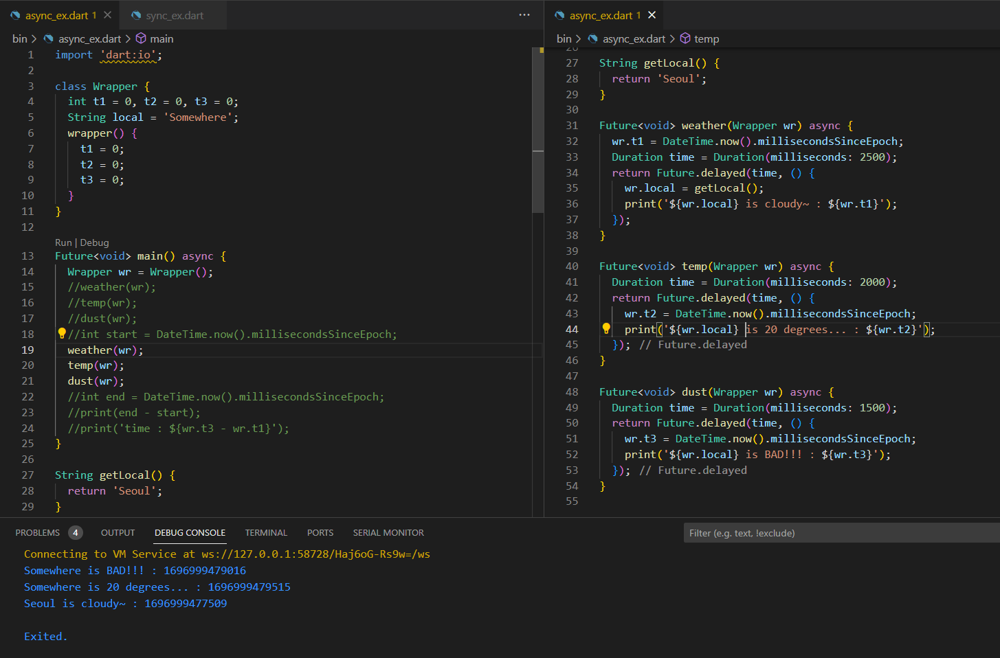 async_ex.dart 1
sync_ex.dart
bin > async_ex.dart > main
1 import 'dart:io';
2
3 class Wrapper {
4 int t1 = 0, t2 = 0, t3 = 0;
5 String local = 'Somewhere';
6 wrapper() {
7 t1 = 0;
8 t2 = 0;
9 t3 = 0;
10 }
11 }
12
Run | Debug
13 Future<void> main() async {
14 Wrapper wr = Wrapper();
15 //weather(wr);
16 //temp(wr);
17 //dust(wr);
18 //int start = DateTime.now().millisecondsSinceEpoch;
19 weather(wr);
20 temp(wr);
21 dust(wr);
22 //int end = DateTime.now().millisecondsSinceEpoch;
23 //print(end - start);
24 //print('time : ${wr.t3 - wr.t1}');
25 }
26
27 String getLocal() {
28 return 'Seoul';
29 }
async_ex.dart 1
bin > async_ex.dart > temp
26
27 String getLocal() {
28 return 'Seoul';
29 }
30
31 Future<void> weather(Wrapper wr) async {
32 wr.t1 = DateTime.now().millisecondsSinceEpoch;
33 Duration time = Duration(milliseconds: 2500);
34 return Future.delayed(time, () {
35 wr.local = getLocal();
36 print('${wr.local} is cloudy~ : ${wr.t1}');
37 });
38 }
39
40 Future<void> temp(Wrapper wr) async {
41 Duration time = Duration(milliseconds: 2000);
42 return Future.delayed(time, () {
43 wr.t2 = DateTime.now().millisecondsSinceEpoch;
44 print('${wr.local} is 20 degrees... : ${wr.t2}');
45 }); // Future.delayed
46 }
47
48 Future<void> dust(Wrapper wr) async {
49 Duration time = Duration(milliseconds: 1500);
50 return Future.delayed(time, () {
51 wr.t3 = DateTime.now().millisecondsSinceEpoch;
52 print('${wr.local} is BAD!!! : ${wr.t3}');
53 }); // Future.delayed
54 }
55
PROBLEMS 4 OUTPUT DEBUG CONSOLE TERMINAL PORTS SERIAL MONITOR
Filter (e.g. text, !exclude)
Connecting to VM Service at ws://127.0.0.1:58728/Haj6oG-Rs9w=/ws
Somewhere is BAD!!! : 1696999479016
Somewhere is 20 degrees... : 1696999479515
Seoul is cloudy~ : 1696999477509
Exited.